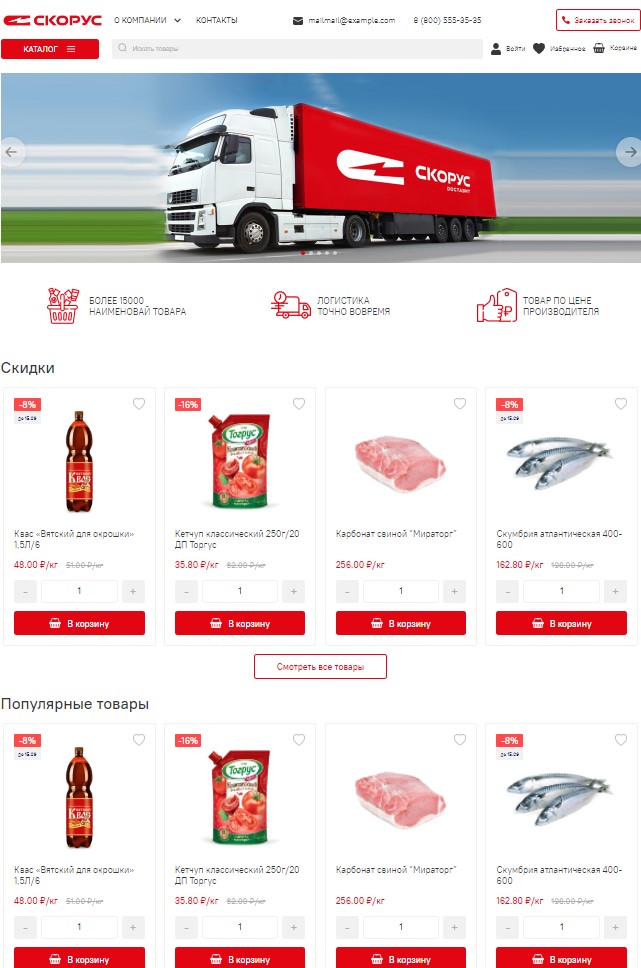 СКОРУС
О КОМПАНИИ
КОНТАКТЫ
mailmail@example.com
8 (800) 555-35-35
Заказать звонок
КАТАЛОГ
Искать товары
Войти
Избранное
Корзина
СКОРУС
ДОСТАВИТ
БОЛЕЕ 15000
НАИМЕНОВАЙ ТОВАРА
ЛОГИСТИКА
ТОЧНО ВОВРЕМЯ
ТОВАР ПО ЦЕНЕ
ПРОИЗВОДИТЕЛЯ
Скидки
-8%
До 15.09
Квас «Вятский для окрошки»
1,5Л/6
48.00 ₽/кг 51.00 ₽/кг
- 1 +
В корзину
-16%
Тогрус
Кетчуп классический 250г/20
ДП Торгус
35.80 ₽/кг 82.00 ₽/кг
- 1 +
В корзину
Карбонат свиной "Мираторг"
256.00 ₽/кг
- 1 +
В корзину
-8%
До 15.09
Скумбрия атлантическая 400-
600
162.80 ₽/кг 198.00 ₽/кг
- 1 +
В корзину
Смотреть все товары
Популярные товары
-8%
До 15.09
Квас «Вятский для окрошки»
1,5Л/6
48.00 ₽/кг 51.00 ₽/кг
- 1 +
В корзину
-16%
Тогрус
Кетчуп классический 250г/20
ДП Торгус
35.80 ₽/кг 82.00 ₽/кг
- 1 +
В корзину
Карбонат свиной "Мираторг"
256.00 ₽/кг
- 1 +
В корзину
-8%
До 15.09
Скумбрия атлантическая 400-
600
162.80 ₽/кг 198.00 ₽/кг
- 1 +
В корзину